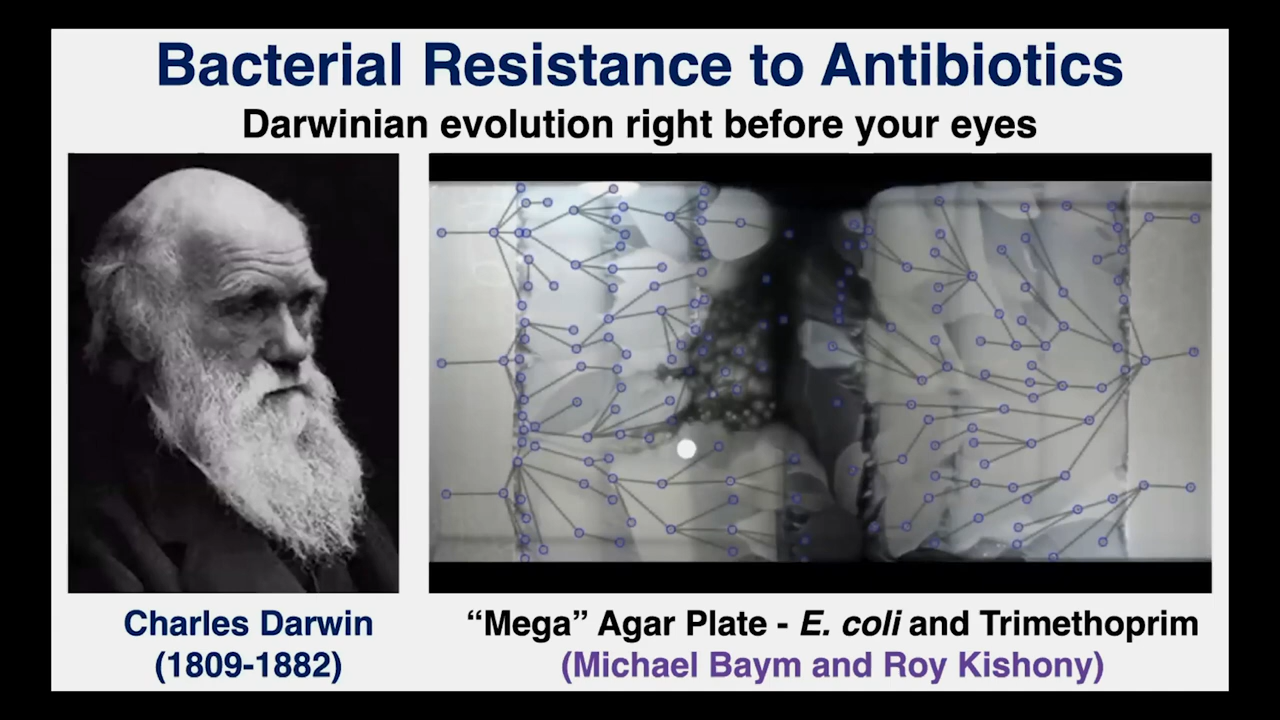 Bacterial Resistance to Antibiotics
Darwinian evolution right before your eyes
Charles Darwin
(1809-1882)
“Mega” Agar Plate - E. coli and Trimethoprim
(Michael Baym and Roy Kishony)